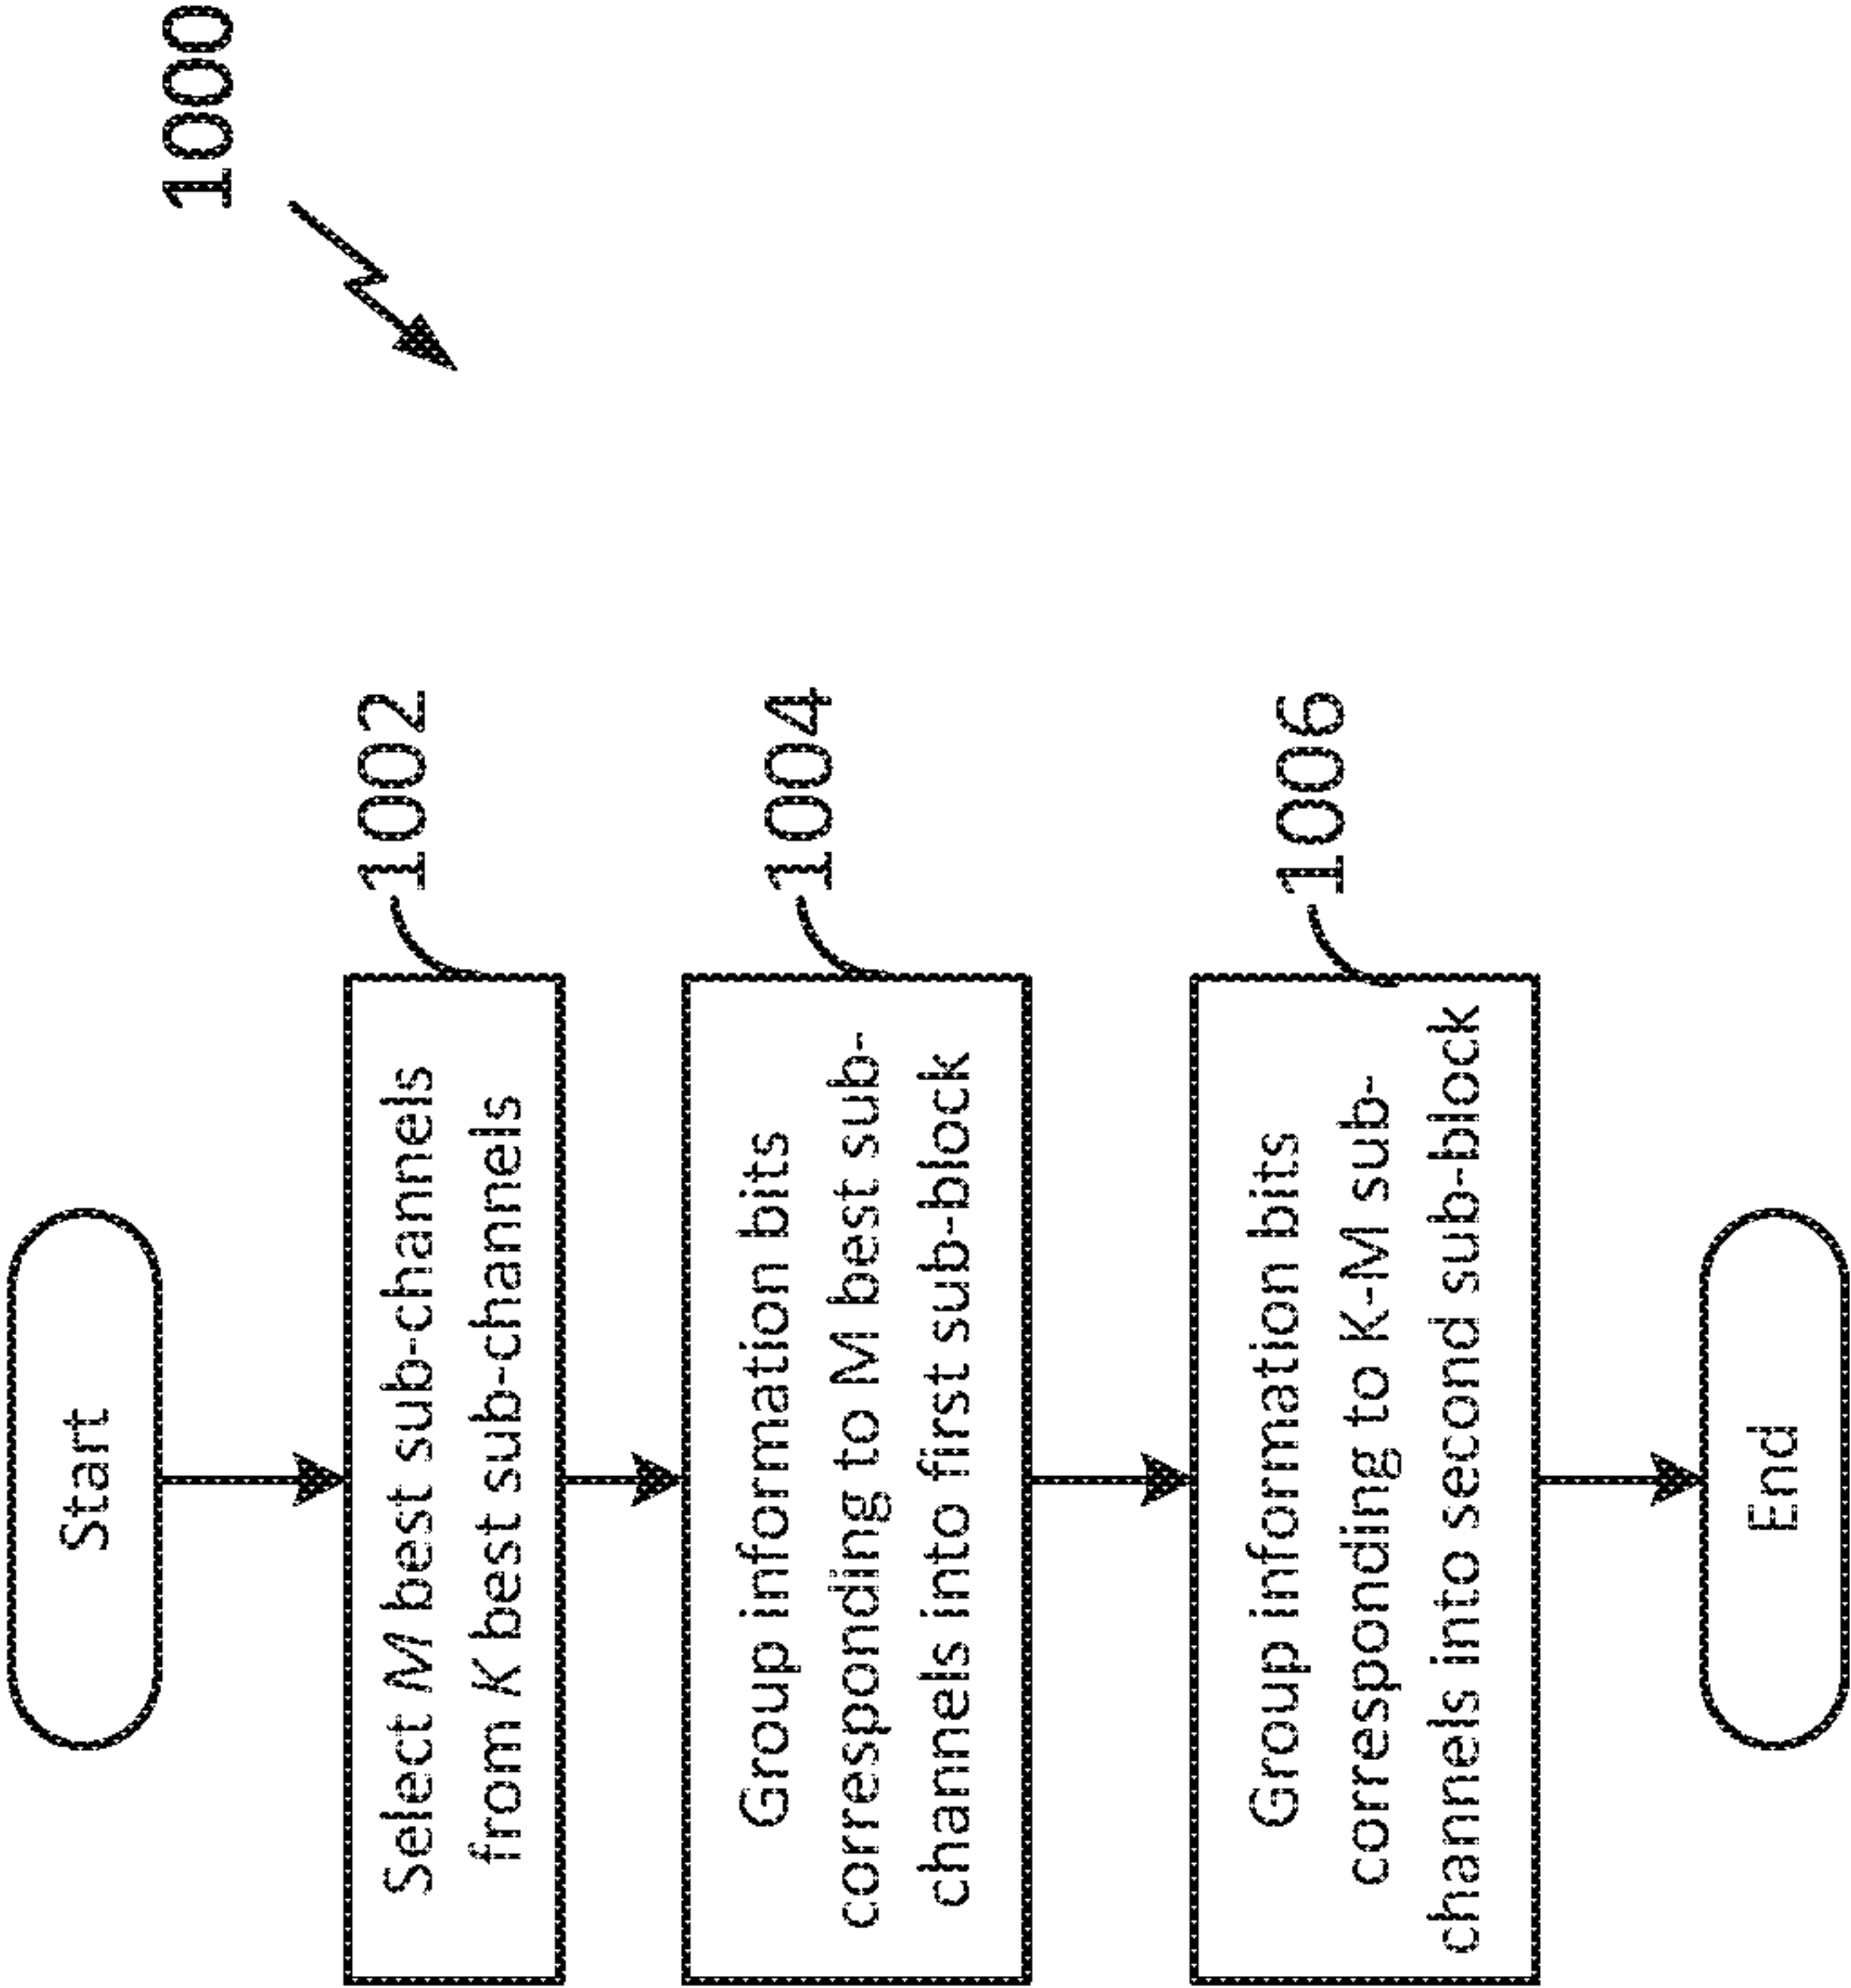 1000
Start
Select M best sub-channels
from K best sub-channels
1002
Group information bits
corresponding to M best sub-
channels into first sub-block
1004
Group information bits
corresponding to K-M sub-
channels into second sub-block
1006
End